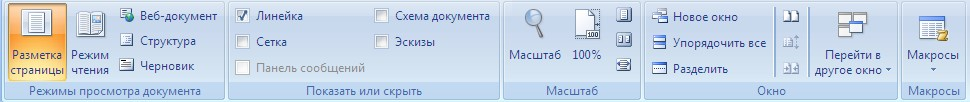 Разметка страницы
Режим чтения
Веб-документ
Структура
Черновик
Режимы просмотра документа
Линейка
Сетка
Панель сообщений
Схема документа
Эскизы
Показать или скрыть
Масштаб
100
100%
Масштаб
Новое окно
Упорядочить все
Разделить
Перейти в
другое окно
Окно
Макросы
Макросы